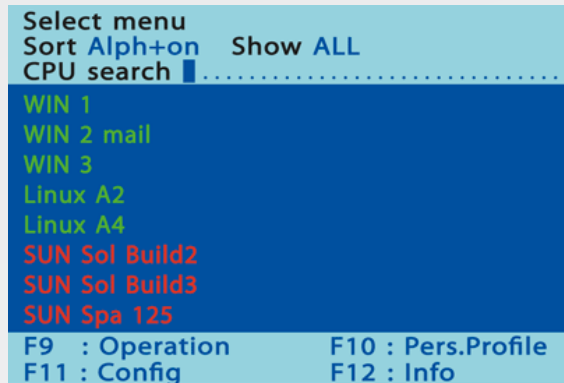 Select menu
Sort Alph+on Show ALL
CPU search ...............................
WIN 1
WIN 2 mail
WIN 3
Linux A2
Linux A4
SUN Sol Build2
SUN Sol Build3
SUN Spa 125
F9 : Operation F10 : Pers.Profile
F11 : Config F12 : Info